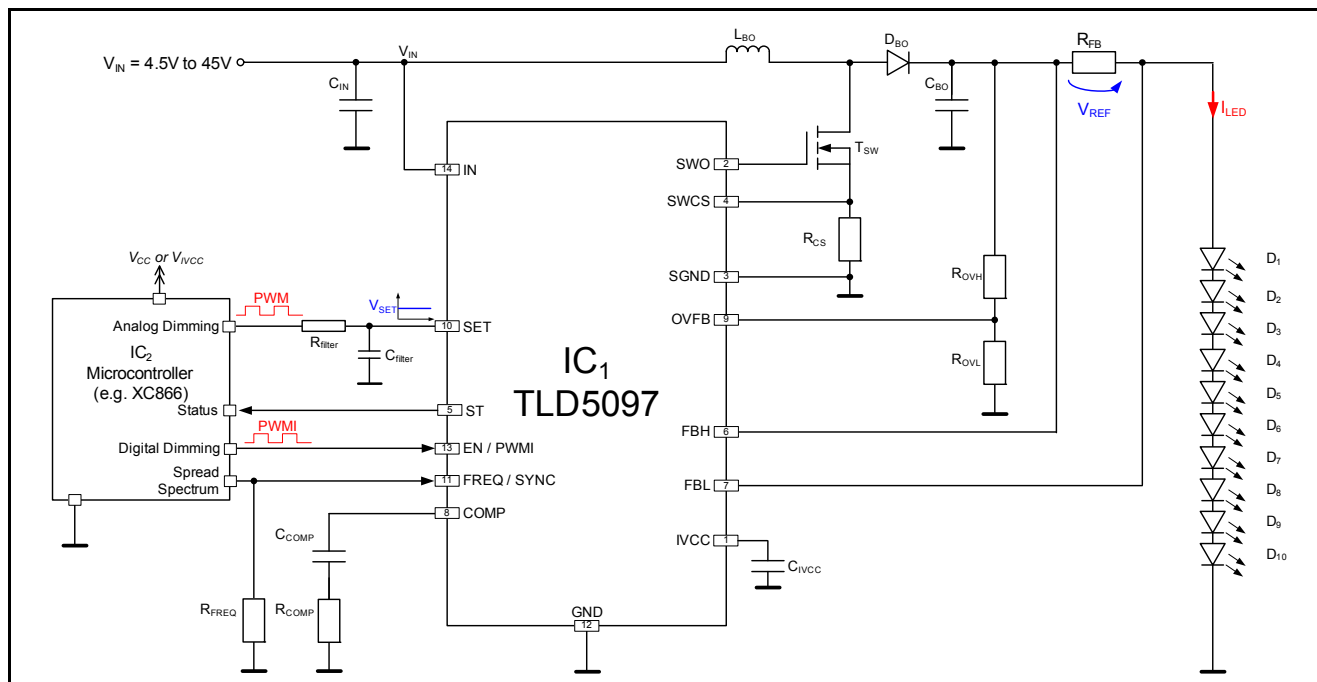 V_IN = 4.5V to 45V
V_IN
L_BO
D_BO
R_FB
C_IN
C_BO
V_REF
I_LED
SWO
2
T_SW
14
IN
SWCS
4
R_CS
V_CC or V_IVCC
SGND
3
R_OVH
D_1
D_2
D_3
D_4
D_5
D_6
D_7
D_8
D_9
D_10
PWM
V_SET
Analog Dimming
R_filter
C_filter
10
SET
OVFB
9
R_OVL
IC_2
Microcontroller
(e.g. XC866)
IC_1
TLD5097
Status
5
ST
PWMI
Digital Dimming
13
EN / PWMI
FBH
6
Spread
Spectrum
11
FREQ / SYNC
FBL
7
8
COMP
C_COMP
IVCC
1
C_IVCC
R_FREQ
R_COMP
GND
12